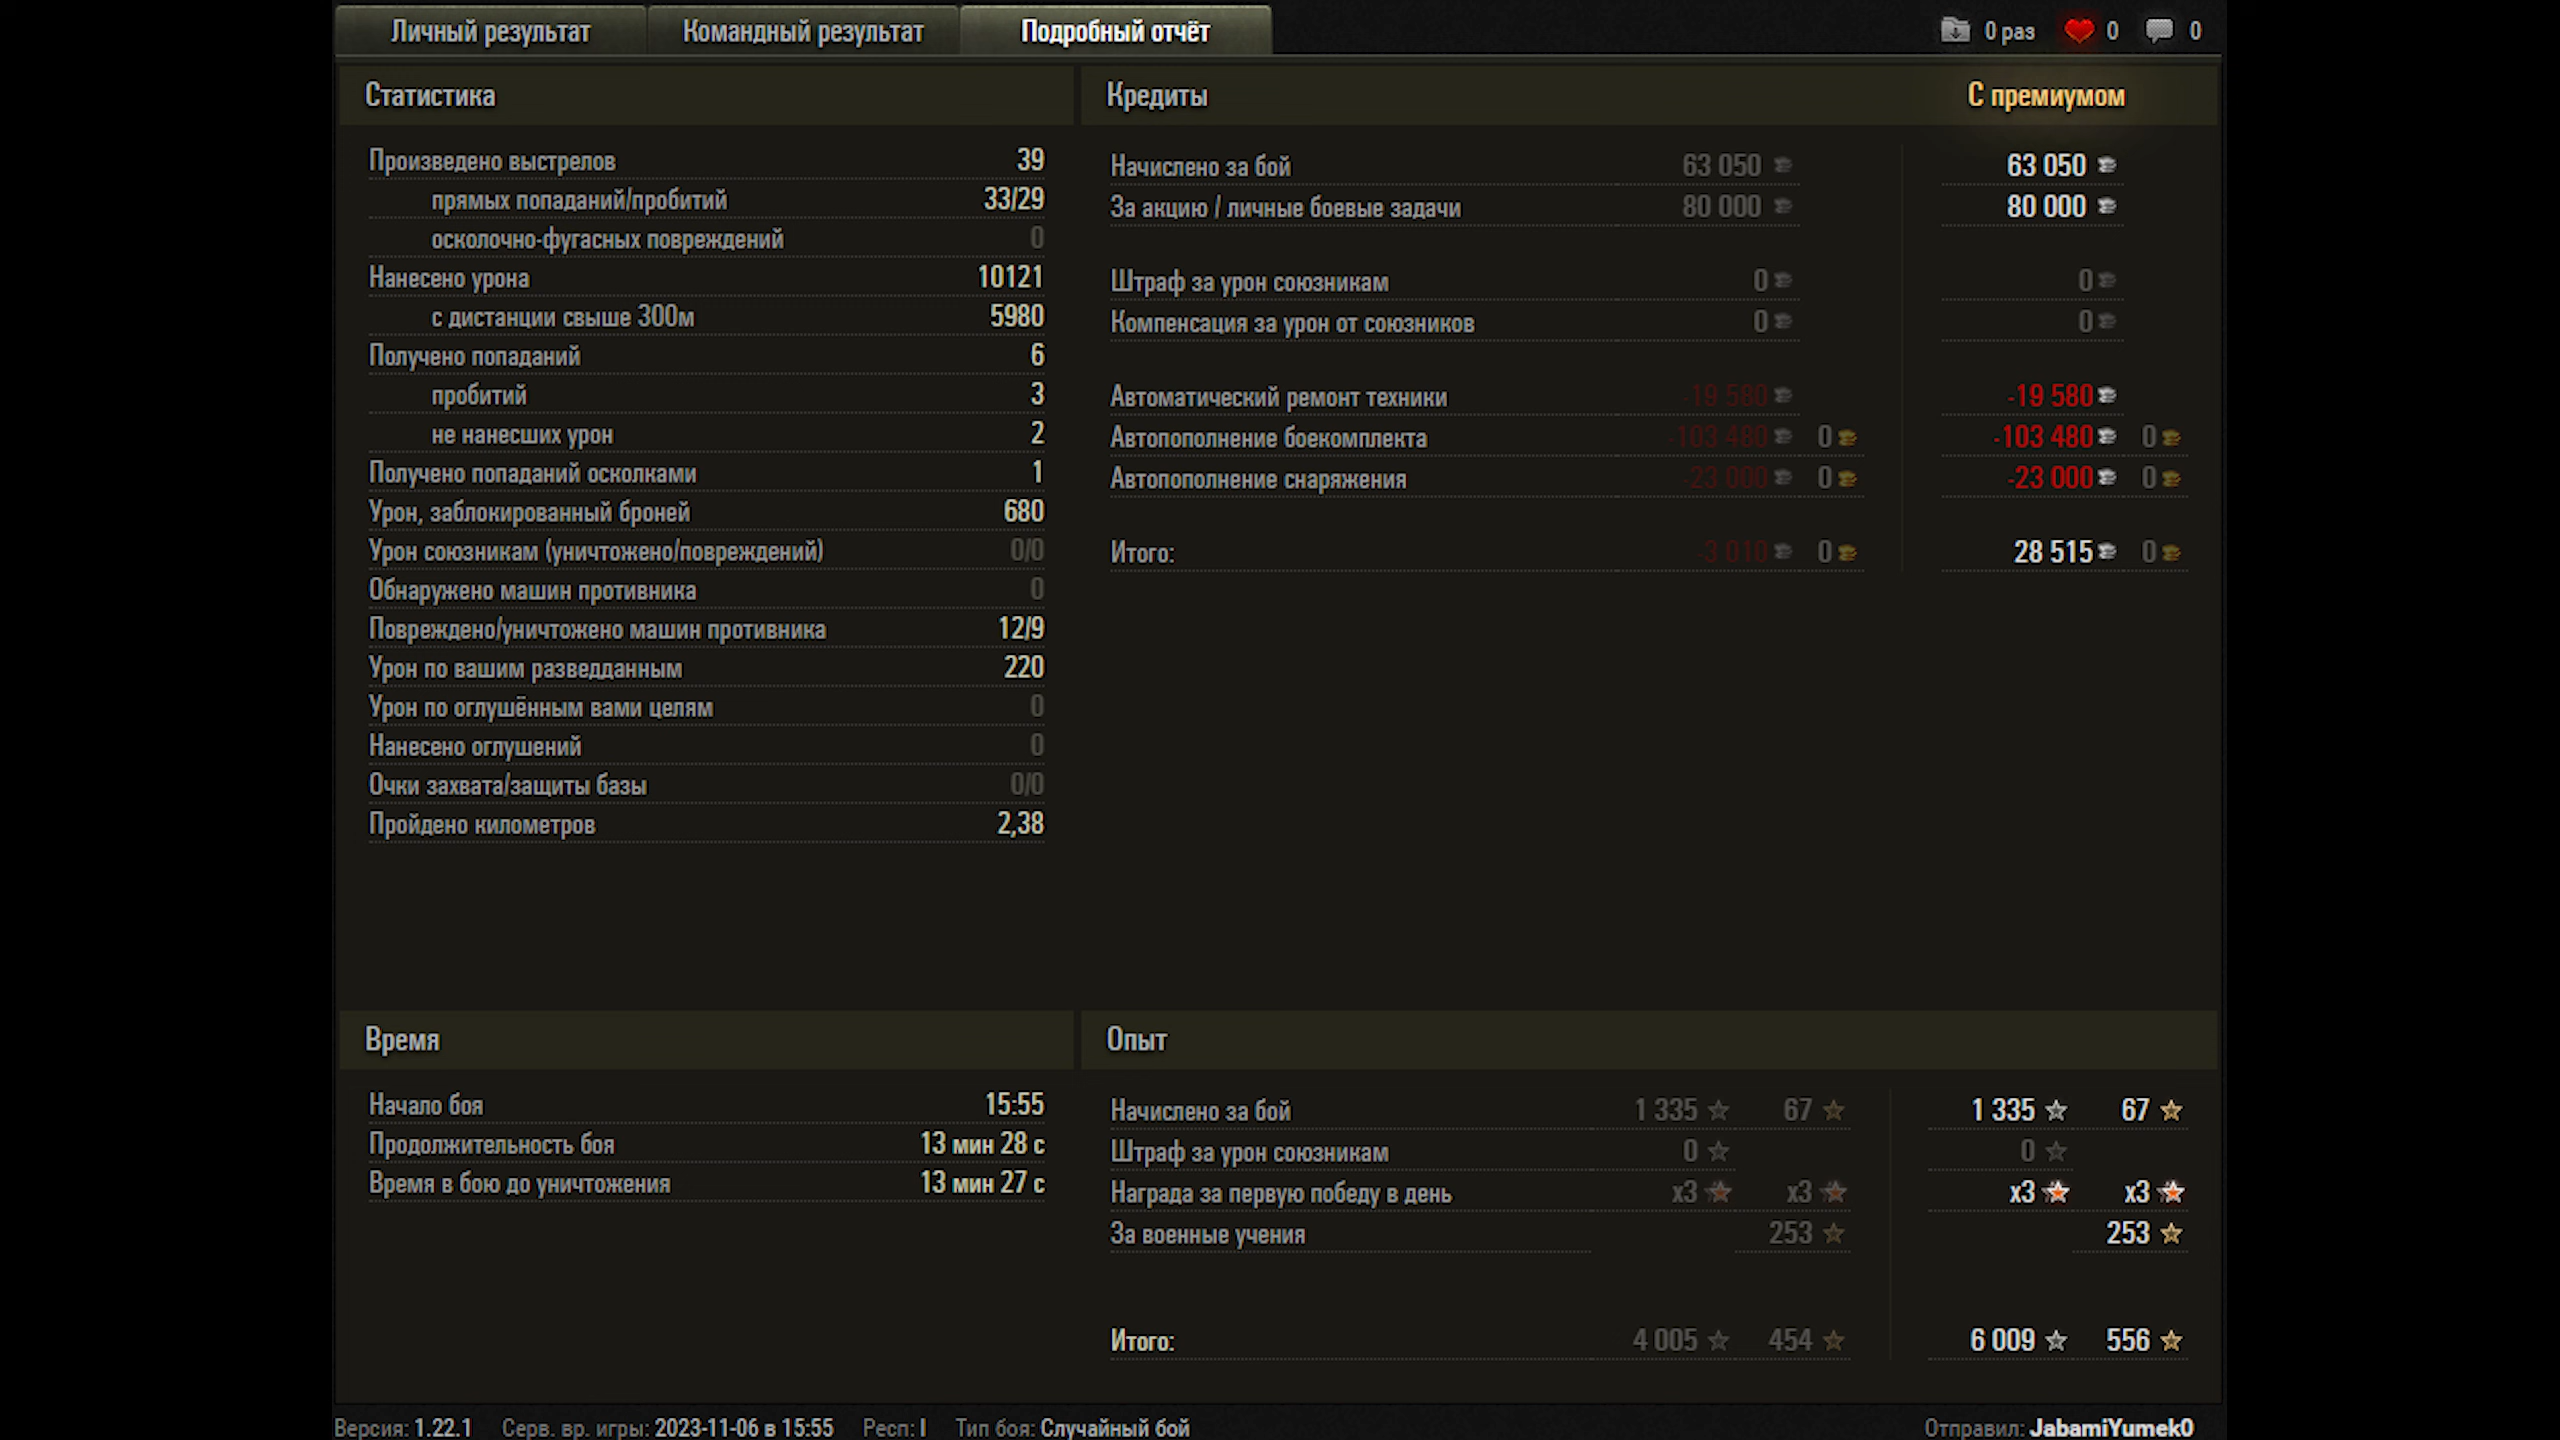 Личный результат Командный результат Подробный отчёт 0 раз 0 0
Статистика
Произведено выстрелов 39
прямых попаданий/пробитий 33/29
осколочно-фугасных повреждений 0
Нанесено урона 10121
с дистанции свыше 300м 5980
Получено попаданий 6
пробитий 3
не нанесших урон 2
Получено попаданий осколками 1
Урон, заблокированный броней 680
Урон союзникам (уничтожено/повреждений) 0/0
Обнаружено машин противника 0
Повреждено/уничтожено машин противника 12/9
Урон по вашим разведданным 220
Урон по оглушённым вами целям 0
Нанесено оглушений 0
Очки захвата/защиты базы 0/0
Пройдено километров 2,38
Кредиты С премиумом
Начислено за бой 63 050 63 050
За акцию / личные боевые задачи 80 000 80 000
Штраф за урон союзникам 0 0
Компенсация за урон от союзников 0 0
Автоматический ремонт техники -19 580 -19 580
Автопополнение боекомплекта -103 480 0 -103 480 0
Автопополнение снаряжения -23 000 0 -23 000 0
Итого: -3 010 0 28 515 0
Время
Начало боя 15:55
Продолжительность боя 13 мин 28 с
Время в бою до уничтожения 13 мин 27 с
Опыт
Начислено за бой 1 335 67 1 335 67
Штраф за урон союзникам 0 0
Награда за первую победу в день x3 x3 x3 x3
За военные учения 253 253
Итого: 4 005 454 6 009 556
Версия: 1.22.1 Серв. вр. игры: 2023-11-06 в 15:55 Респ: I Тип боя: Случайный бой Отправил: JabamiYumek0